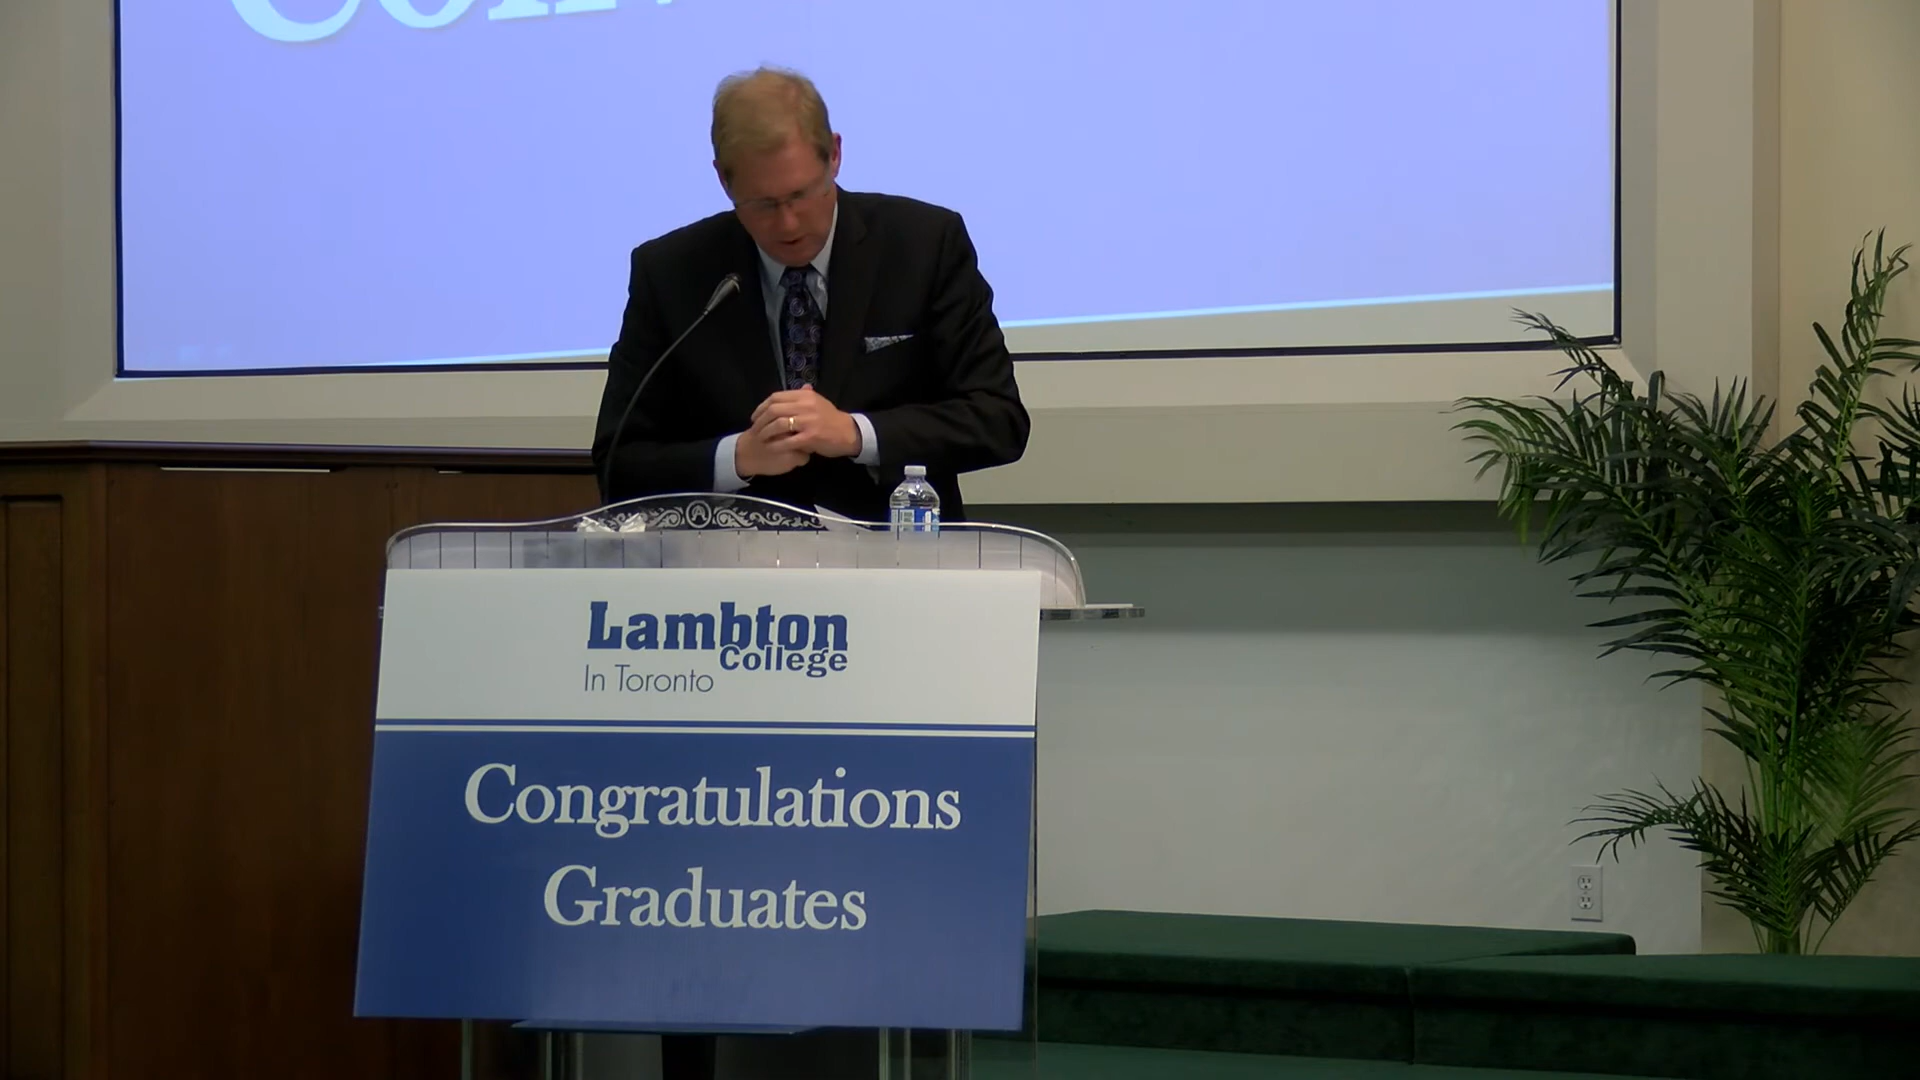 Lambton
College
In Toronto
Congratulations
Graduates